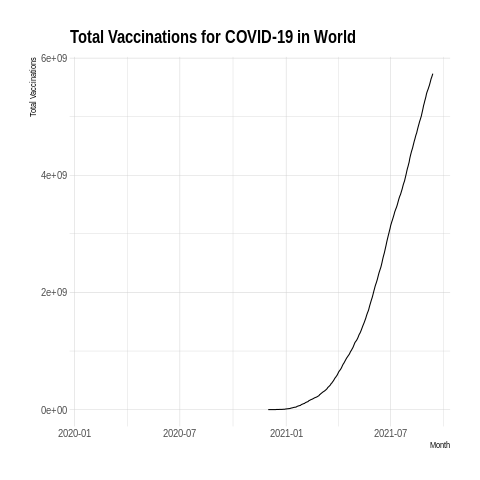 Total Vaccinations for COVID-19 in World
Total Vaccinations
6e+09
4e+09
2e+09
0e+00
2020-01 2020-07 2021-01 2021-07
Month